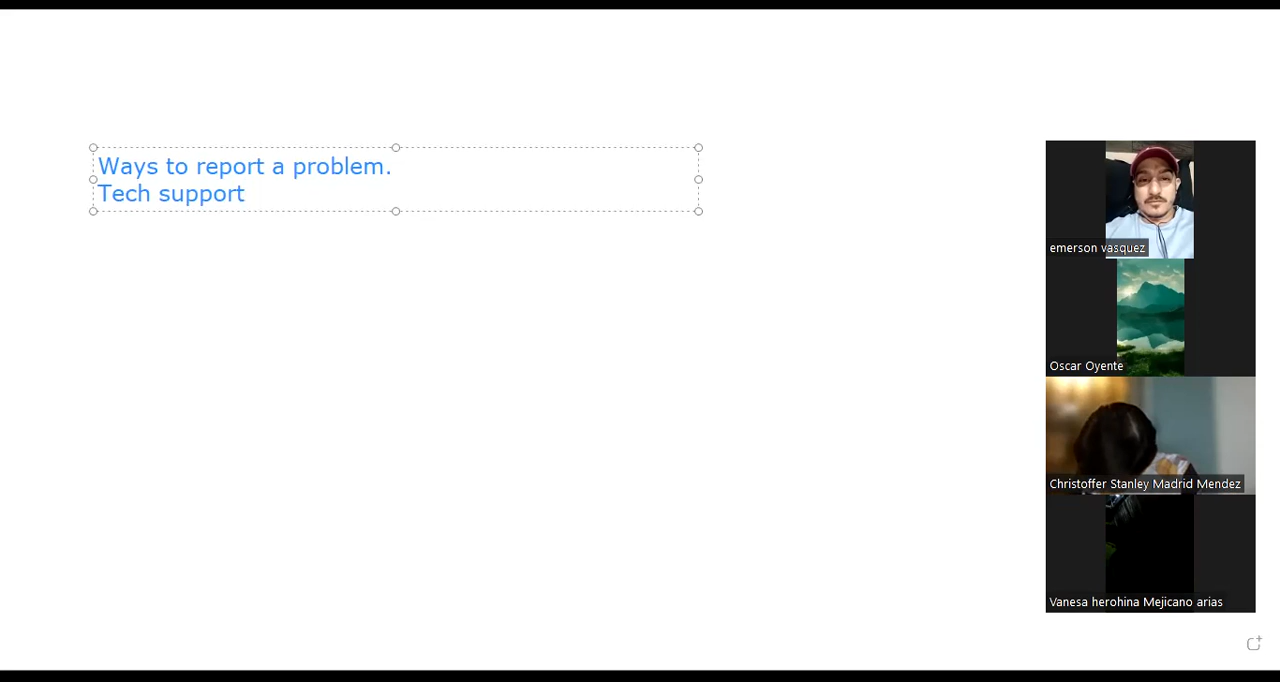 Ways to report a problem.
Tech support
emerson vasquez
Oscar Oyente
Christoffer Stanley Madrid Mendez
Vanesa herohina Mejicano arias